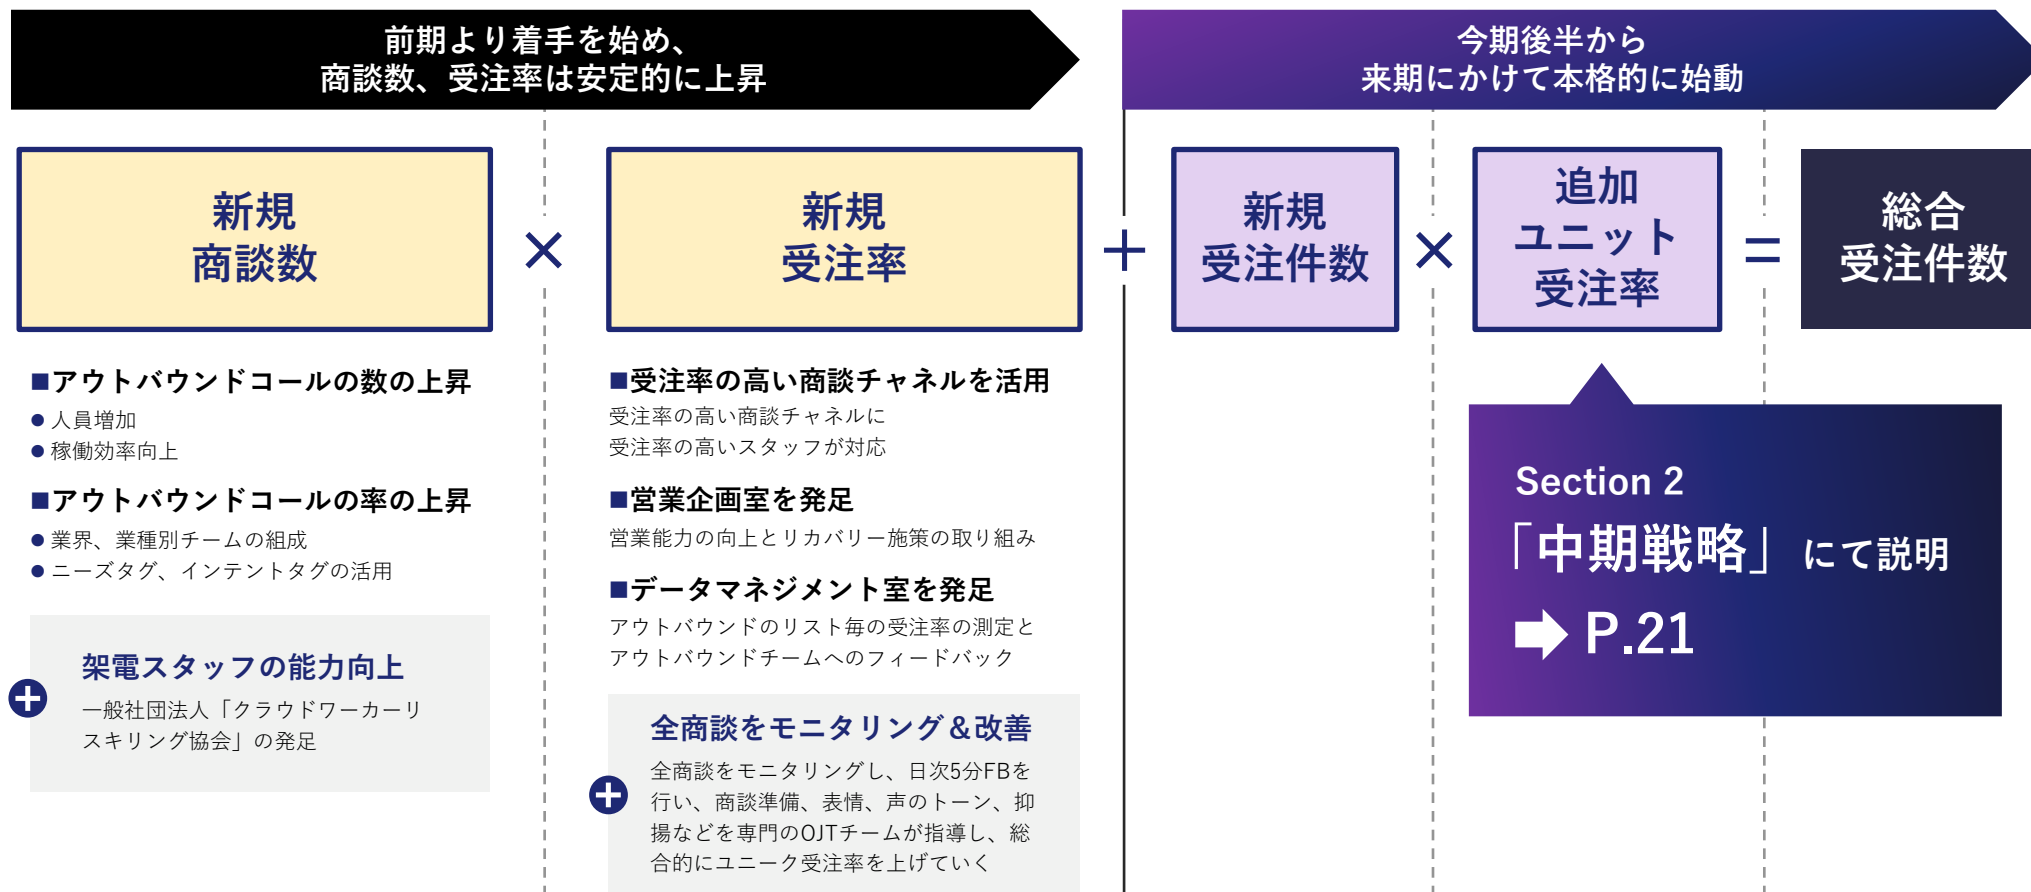 前期より着手を始め、
商談数、受注率は安定的に上昇
今期後半から
来期にかけて本格的に始動
新規
商談数
×
新規
受注率
＋
新規
受注件数
×
追加
ユニット
受注率
＝
総合
受注件数
■アウトバウンドコールの数の上昇
● 人員増加
● 稼働効率向上
■アウトバウンドコールの率の上昇
● 業界、業種別チームの組成
● ニーズタグ、インテントタグの活用
＋
架電スタッフの能力向上
一般社団法人「クラウドワーカーリ
スキリング協会」の発足
■受注率の高い商談チャネルを活用
受注率の高い商談チャネルに
受注率の高いスタッフが対応
■営業企画室を発足
営業能力の向上とリカバリー施策の取り組み
■データマネジメント室を発足
アウトバウンドのリスト毎の受注率の測定と
アウトバウンドチームへのフィードバック
＋
全商談をモニタリング＆改善
全商談をモニタリングし、日次5分FBを
行い、商談準備、表情、声のトーン、抑
揚などを専門のOJTチームが指導し、総
合的にユニーク受注率を上げていく
Section 2
「中期戦略」にて説明
➡ P.21